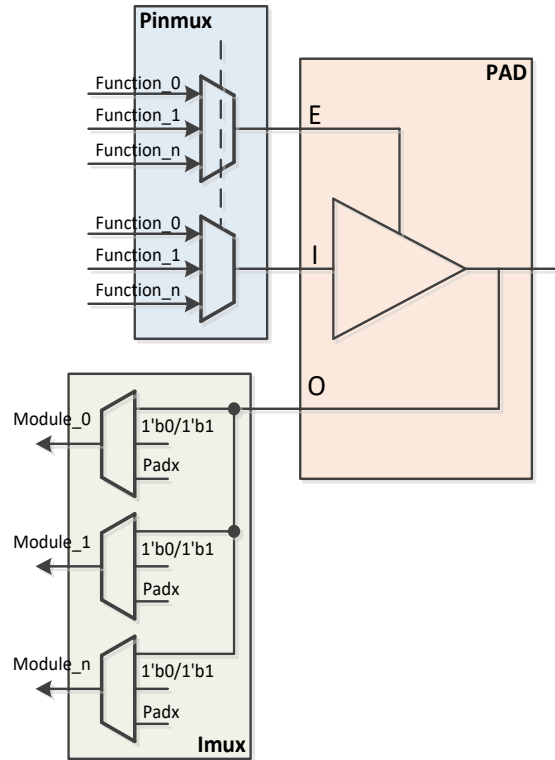 Pinmux
Function_0
Function_1
Function_n
Function_0
Function_1
Function_n
PAD
E
I
O
Module_0
1'b0/1'b1
Padx
Module_1
1'b0/1'b1
Padx
Module_n
1'b0/1'b1
Padx
Imux